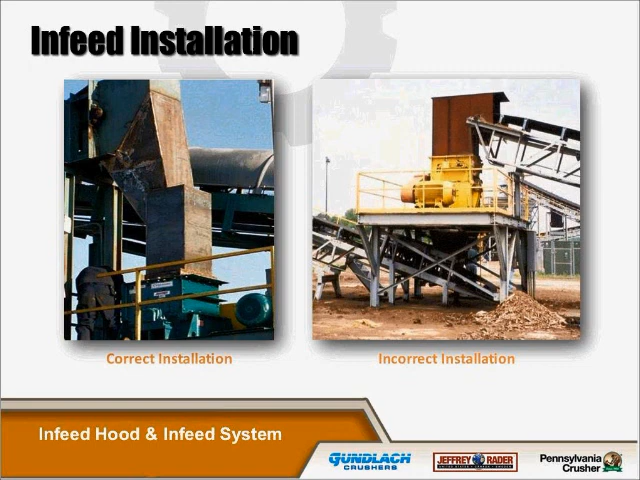 Infeed Installation
Correct Installation
Incorrect Installation
Infeed Hood & Infeed System
GUNDLACH
CRUSHERS
JEFFREY RADER
Pennsylvania
Crusher